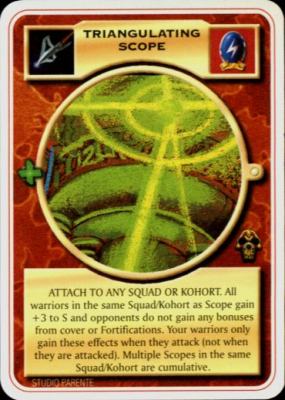 TRIANGULATING
SCOPE
ATTACH TO ANY SQUAD OR KOHORT. All
warriors in the same Squad/Kohort as Scope gain
+3 to S and opponents do not gain any bonuses
from cover or Fortifications. Your warriors only
gain these effects when they attack (not when
they are attacked). Multiple Scopes in the same
Squad/Kohort are cumulative.
STUDIO PARENTE